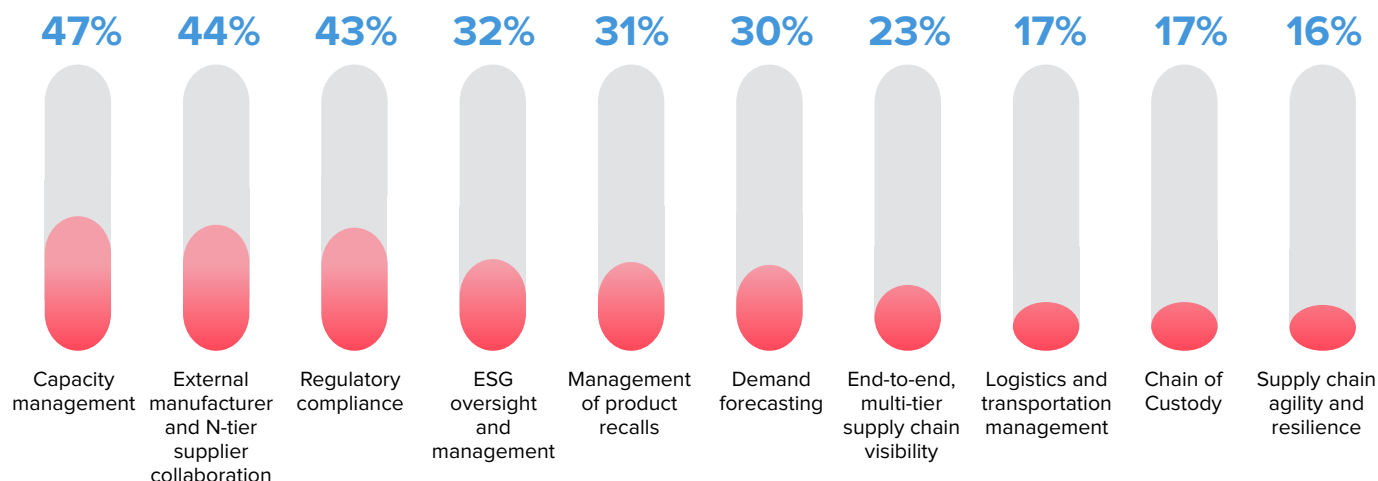 47%
44%
43%
32%
31%
30%
23%
17%
17%
16%
Capacity
management
External
manufacturer
and N-tier
supplier
collaboration
Regulatory
compliance
ESG
oversight
and
management
Management
of product
recalls
Demand
forecasting
End-to-end,
multi-tier
supply chain
visibility
Logistics and
transportation
management
Chain of
Custody
Supply chain
agility and
resilience